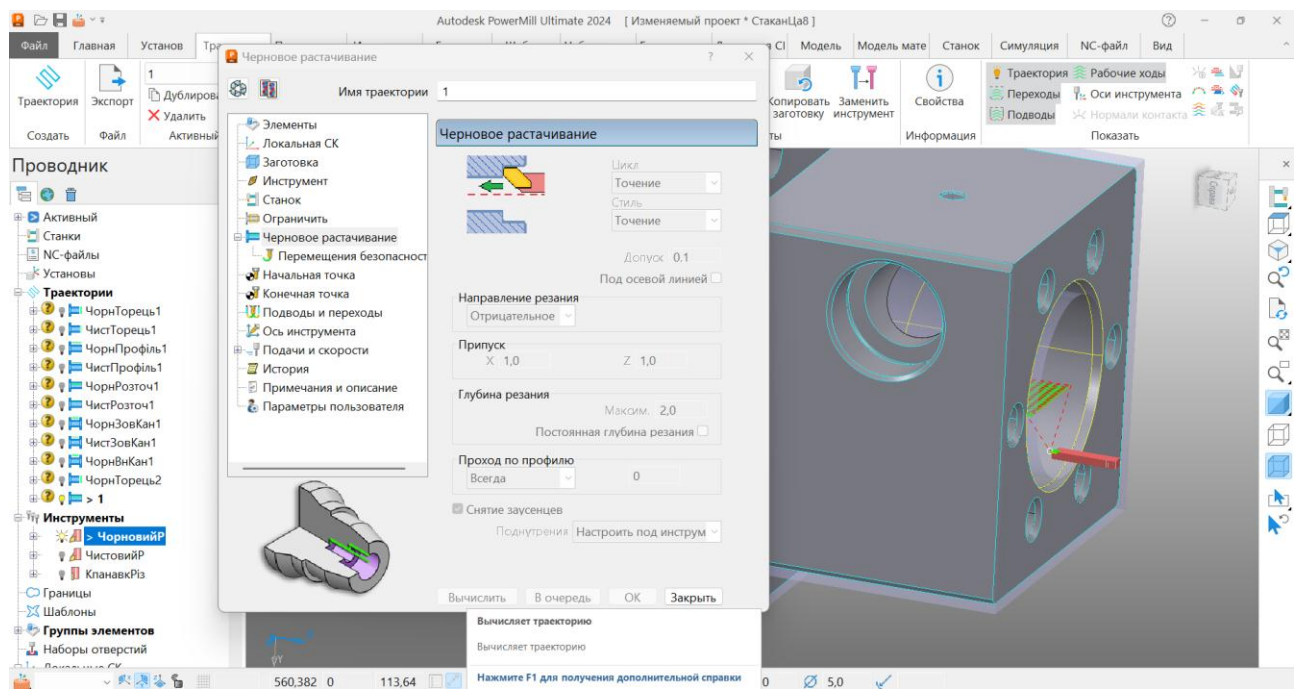 Autodesk PowerMill Ultimate 2024 [ Изменяемый проект * СтаканЦа8 ]
Файл Главная Установ Модель Модель мате Станок Симуляция NC-файл Вид
Траектория Экспорт 1 Дублирова Удалить
Копировать заготовку Заменить инструмент Свойства
Траектория Рабочие ходы
Переходы Оси инструмента
Подводы Нормали контакта
Создать Файл Активный Информация Показать
Проводник
Активный
Станки
NC-файлы
Установы
Траектории
ЧорнТорець1
ЧистТорець1
ЧорнПрофіль1
ЧистПрофіль1
ЧорнРозточ1
ЧистРозточ1
ЧорнЗовКан1
ЧистЗовКан1
ЧорнВнКан1
ЧорнТорець2
> 1
Инструменты
> ЧорновийР
ЧистовийР
КпанавкРіз
Границы
Шаблоны
Группы элементов
Наборы отверстий
Черновое растачивание ?
Имя траектории 1
Элементы
Локальная СК
Заготовка
Инструмент
Станок
Ограничить
Черновое растачивание
Перемещения безопасност
Начальная точка
Конечная точка
Подводы и переходы
Ось инструмента
Подачи и скорости
История
Примечания и описание
Параметры пользователя
Черновое растачивание
Цикл
Точение
Стиль
Точение
Допуск 0.1
Под осевой линией
Направление резания
Отрицательное
Припуск
X 1,0 Z 1,0
Глубина резания
Максим. 2,0
Постоянная глубина резания
Проход по профилю
Всегда 0
Снятие заусенцев
Поднутрения Настроить под инструм
Вычислить В очередь OK Закрыть
Вычисляет траекторию
Вычисляет траекторию
Нажмите F1 для получения дополнительной справки
Справа
560,382 0 113,64 0 5,0